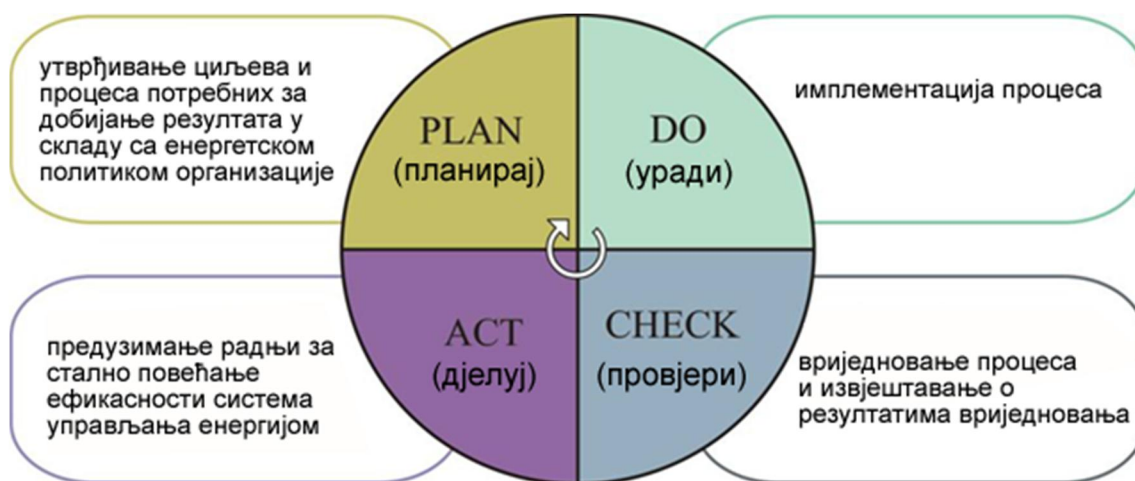 утврђивање циљева и
процеса потребних за
добијање резултата у
складу са енергетском
политиком организације
PLAN
(планирај)
DO
(уради)
имплементација процеса
предузимање радњи за
стално повећање
ефикасности система
управљања енергијом
ACT
(дјелуј)
CHECK
(провјери)
вриједновање процеса
и извјештавање о
резултатима вриједновања